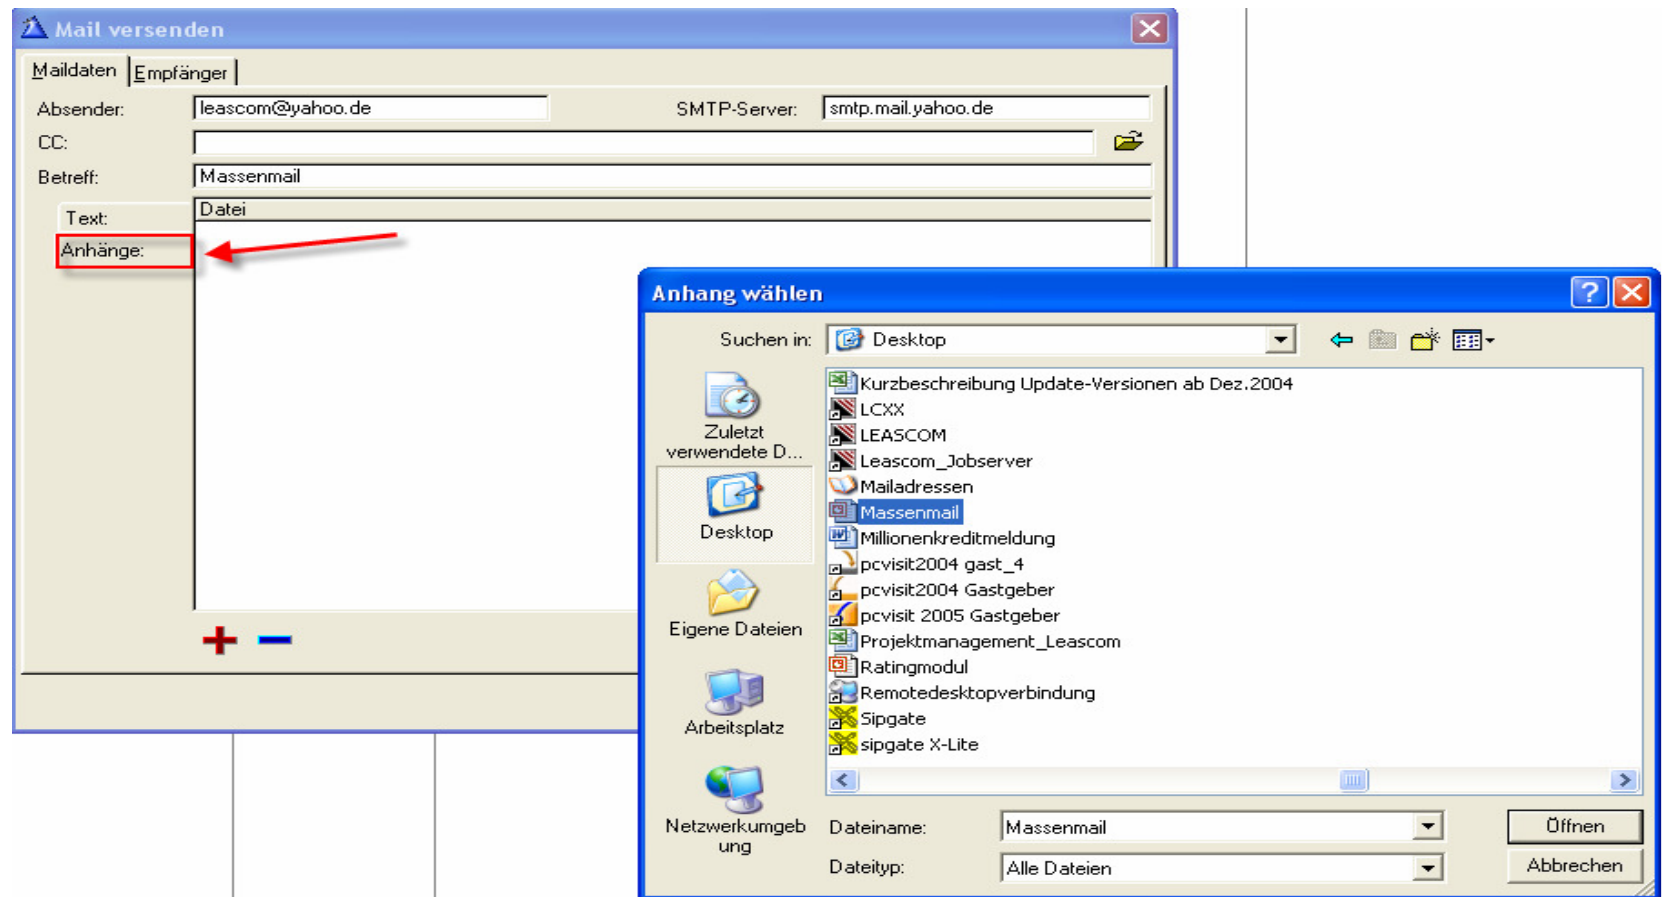 Mail versenden
Maildaten Empfänger
Absender: leascom@yahoo.de SMTP-Server: smtp.mail.yahoo.de
CC:
Betreff: Massenmail
Text: Datei
Anhänge:
Anhang wählen
Suchen in: Desktop
Zuletzt
verwendete D...
Desktop
Eigene Dateien
Arbeitsplatz
Netzwerkumgeb
ung
Kurzbeschreibung Update-Versionen ab Dez.2004
LCXX
LEASCOM
Leascom_Jobserver
Mailadressen
Massenmail
Millionenkreditmeldung
pcvisit2004 gast_4
pcvisit2004 Gastgeber
pcvisit 2005 Gastgeber
Projektmanagement_Leascom
Ratingmodul
Remotedesktopverbindung
Sipgate
sipgate X-Lite
Dateiname: Massenmail Öffnen
Dateityp: Alle Dateien Abbrechen